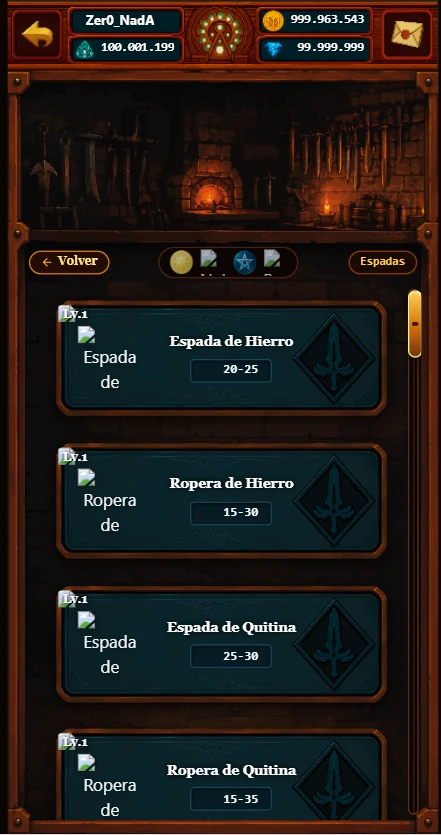 Zer0_NadA
999.963.543
100.001.199
99.999.999
← Volver
Espadas
Lv.1
Espada de Hierro
Espada
de
20-25
Lv.1
Ropera de Hierro
Ropera
de
15-30
Lv.1
Espada de Quitina
Espada
de
25-30
Lv.1
Ropera de Quitina
Ropera
de
15-35